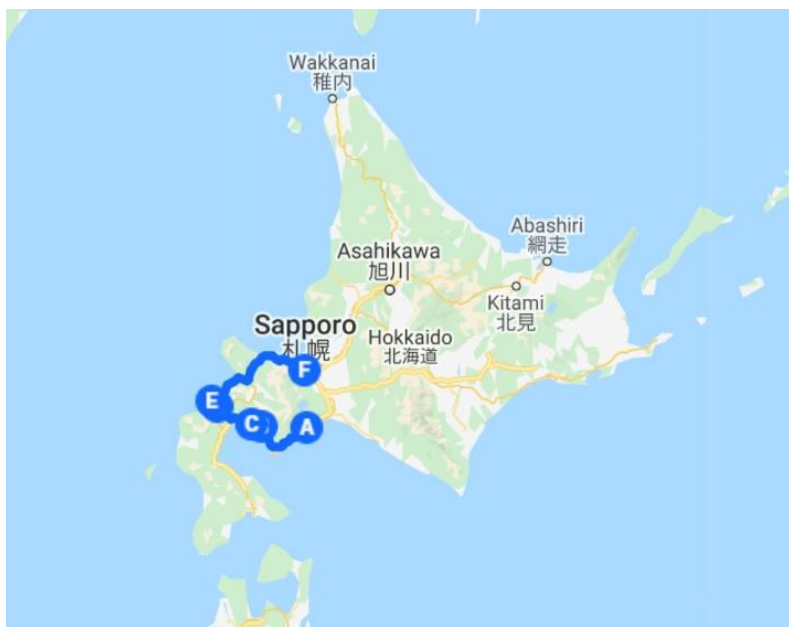 Wakkanai
稚内
Abashiri
網走
Asahikawa
旭川
Kitami
北見
Sapporo
札幌
Hokkaido
北海道
F
E
C
A